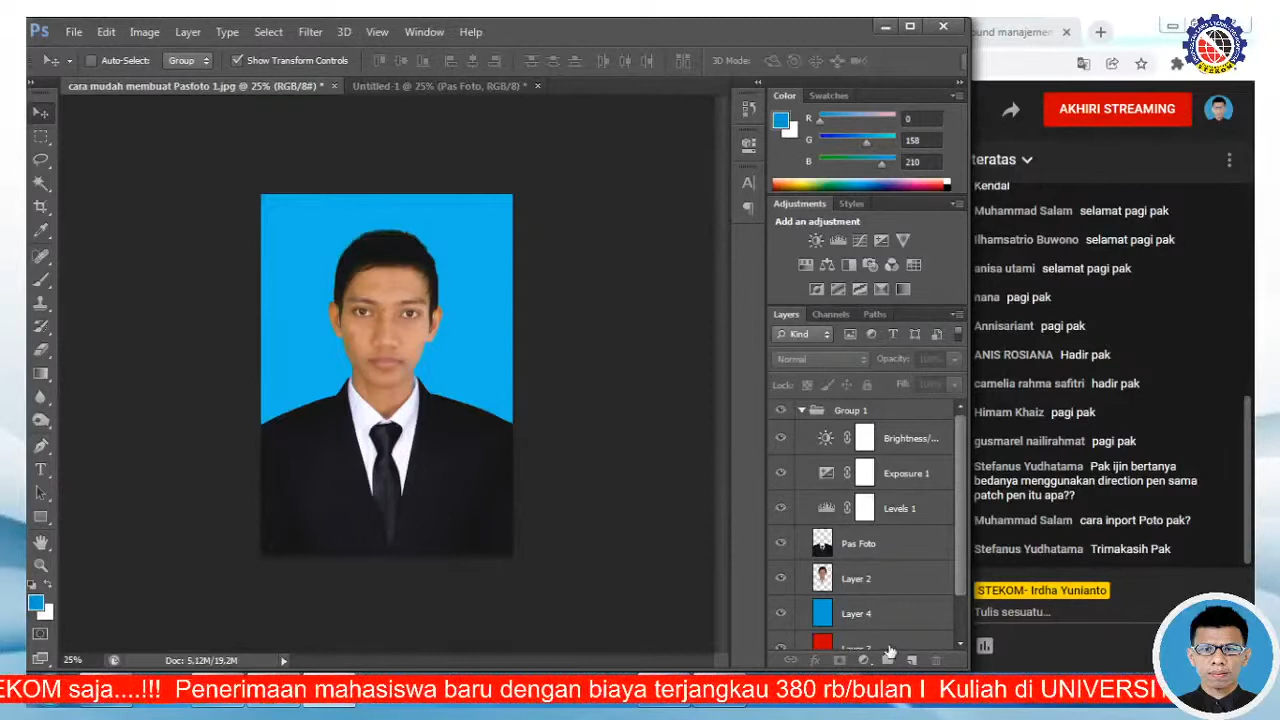 Ps File Edit Image Layer Type Select Filter 3D View Window Help
Auto-Select: Group Show Transform Controls 3D Mode:
cara mudah membuat Pasfoto 1.jpg @ 25% (RGB/8#) * × Untitled-1 @ 25% (Pas Foto, RGB/8) * ×
Color Swatches
R 0
G 158
B 210
Adjustments Styles
Add an adjustment
Layers Channels Paths
Kind
Normal Opacity: 100%
Lock: Fill: 100%
Group 1
Brightness/...
Exposure 1
Levels 1
Pas Foto
Layer 2
Layer 4
25% Doc: 5,12M/19,2M
ound manajemen
STEKOM
AKHIRI STREAMING
teratas
Kendal
Muhammad Salam selamat pagi pak
Ilhamsatrio Buwono selamat pagi pak
anisa utami selamat pagi pak
nana pagi pak
Annisariant pagi pak
ANIS ROSIANA Hadir pak
camelia rahma safitri hadir pak
Himam Khaiz pagi pak
gusmarel nailirahmat pagi pak
Stefanus Yudhatama Pak ijin bertanya
bedanya menggunakan direction pen sama
patch pen itu apa??
Muhammad Salam cara inport Poto pak?
Stefanus Yudhatama Trimakasih Pak
STEKOM- Irdha Yunianto
Tulis sesuatu...
EKOM saja....!!! Penerimaan mahasiswa baru dengan biaya terjangkau 380 rb/bulan I Kuliah di UNIVERSIT